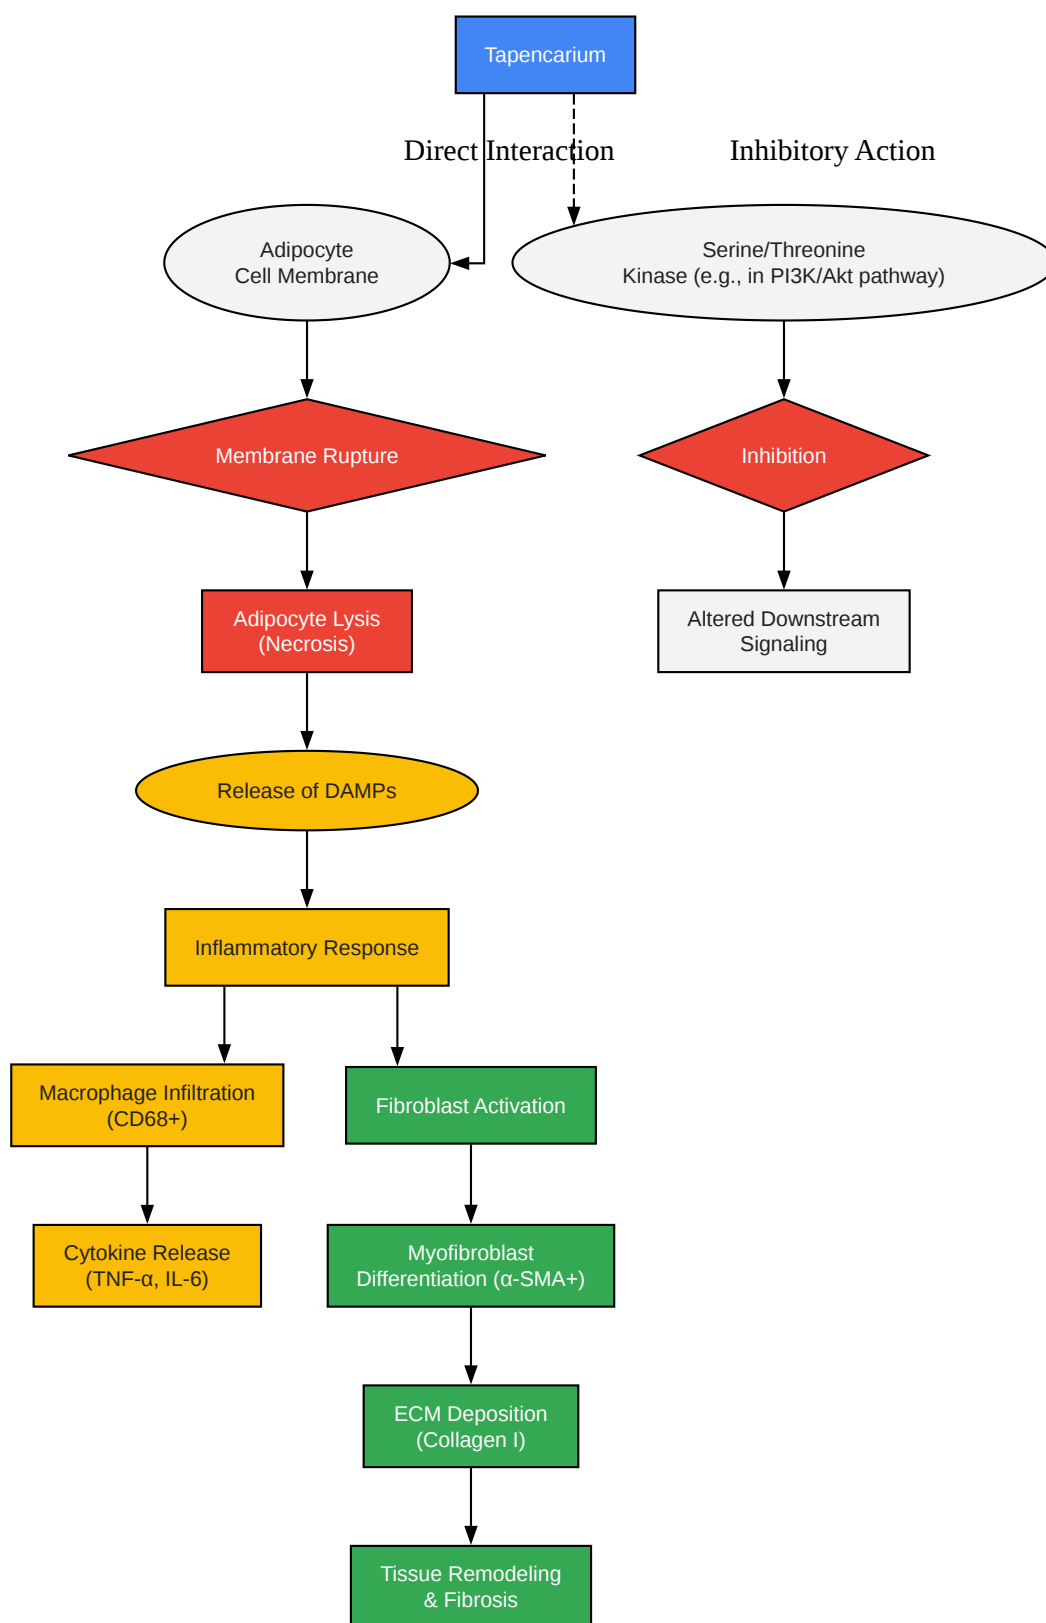 Tapencarium
Direct Interaction
Inhibitory Action
Adipocyte
Cell Membrane
Serine/Threonine
Kinase (e.g., in PI3K/Akt pathway)
Membrane Rupture
Inhibition
Adipocyte Lysis
(Necrosis)
Altered Downstream
Signaling
Release of DAMPs
Inflammatory Response
Macrophage Infiltration
(CD68+)
Fibroblast Activation
Cytokine Release
(TNF-α, IL-6)
Myofibroblast
Differentiation (α-SMA+)
ECM Deposition
(Collagen I)
Tissue Remodeling
& Fibrosis